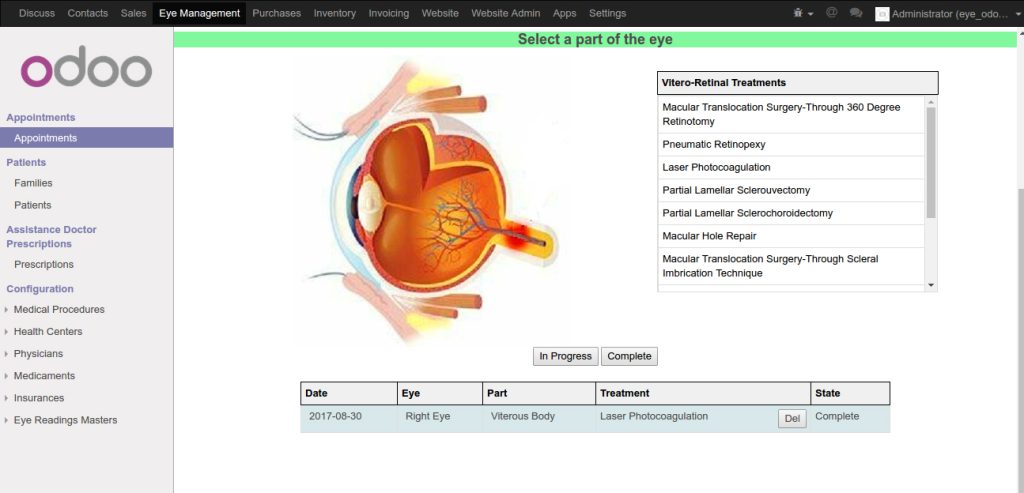 Discuss Contacts Sales Eye Management Purchases Inventory Invoicing Website Website Admin Apps Settings @ Administrator (eye_odo...
odoo
Appointments
Appointments
Patients
Families
Patients
Assistance Doctor
Prescriptions
Prescriptions
Configuration
Medical Procedures
Health Centers
Physicians
Medicaments
Insurances
Eye Readings Masters
Select a part of the eye
Vitero-Retinal Treatments
Macular Translocation Surgery-Through 360 Degree
Retinotomy
Pneumatic Retinopexy
Laser Photocoagulation
Partial Lamellar Sclerouvectomy
Partial Lamellar Sclerochoroidectomy
Macular Hole Repair
Macular Translocation Surgery-Through Scleral
Imbrication Technique
In Progress Complete
Date Eye Part Treatment State
2017-08-30 Right Eye Viterous Body Laser Photocoagulation Del Complete